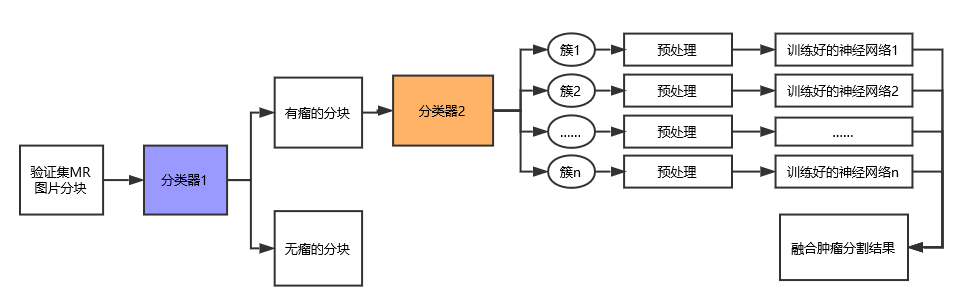 验证集MR
图片分块
分类器1
有瘤的分块
无瘤的分块
分类器2
簇1
预处理
训练好的神经网络1
簇2
预处理
训练好的神经网络2
......
预处理
......
簇n
预处理
训练好的神经网络n
融合肿瘤分割结果